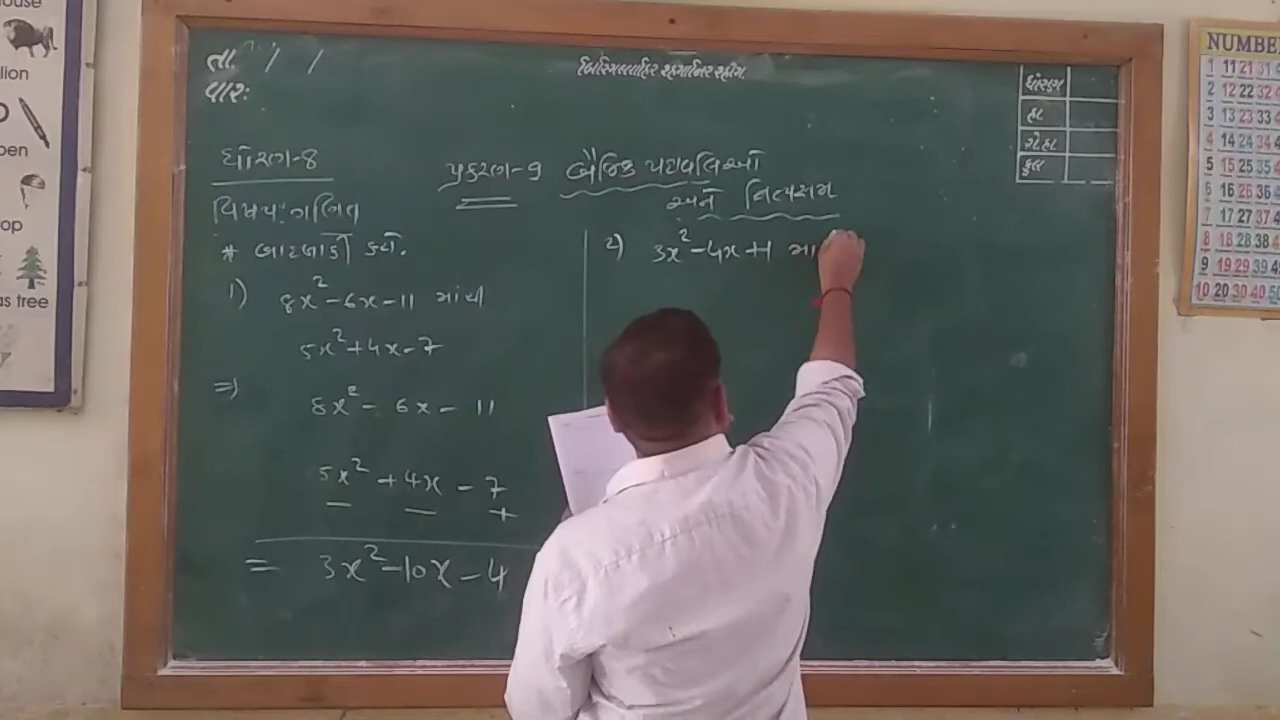 તા. / /
વારઃ
ધોરણ
હા
ગે.હા
કુલ
ધોરણ-8
વિષયઃગણિત
પ્રકરણ-9 બૈજિક પદાવલિઓ
અને નિત્યસમ
* બાદબાકી કરો.
1) 8x² - 6x - 11 માંથી
5x² + 4x - 7
⇒)
8x² - 6x - 11
5x² + 4x - 7
— — +
= 3x² - 10x - 4
2) 3x² - 4x + 1 મા
ouse
lion
pen
op
as tree
NUMBE
1 11 21 31
2 12 22 32
3 13 23 33
4 14 24 34
5 15 25 35
6 16 26 36
7 17 27 37
8 18 28 38
9 19 29 39
10 20 30 40 50